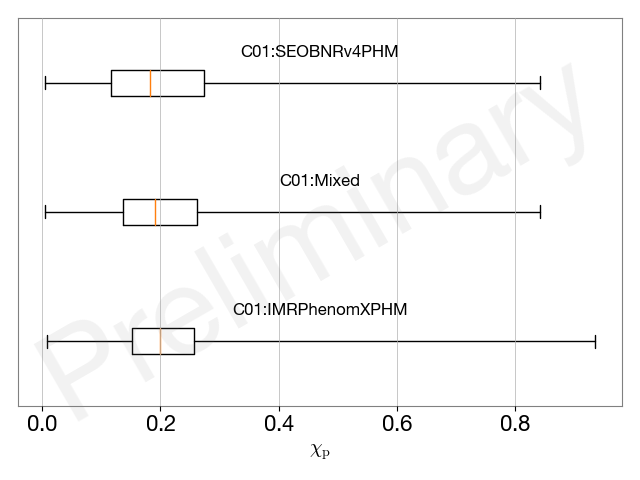 C01:SEOBNRv4PHM
C01:Mixed
C01:IMRPhenomXPHM
Preliminary
0.0 0.2 0.4 0.6 0.8
χp